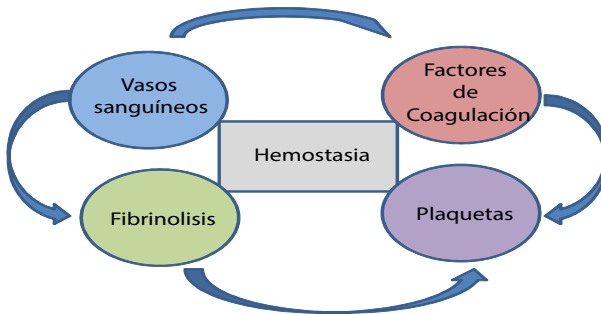 Vasos
sanguíneos
Factores
de
Coagulación
Hemostasia
Fibrinolisis
Plaquetas